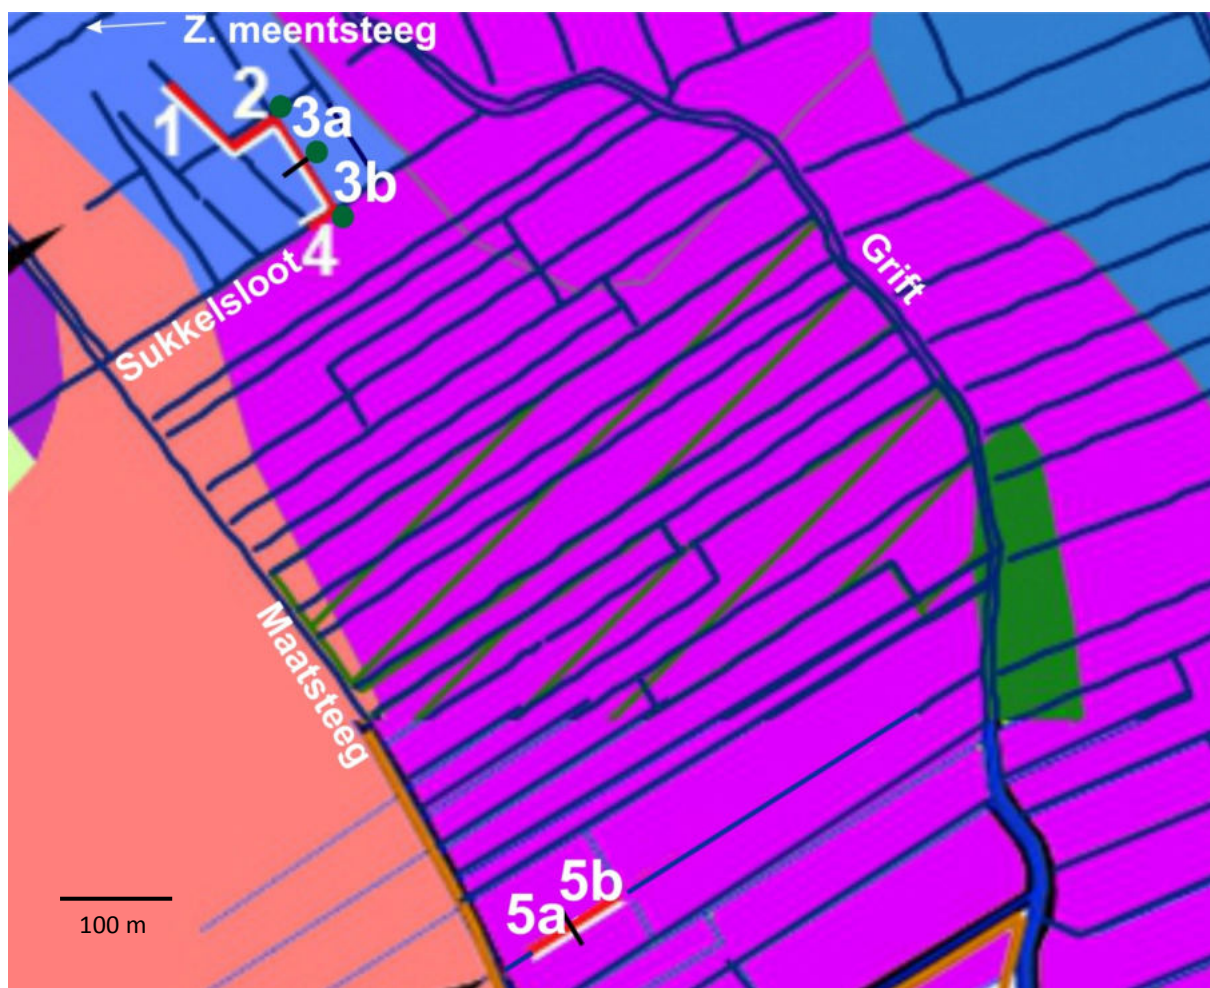 Z. meentsteeg
2
3a
1
3b
4
Sukkelsloot
Grift
Maatsteeg
5b
5a
100 m